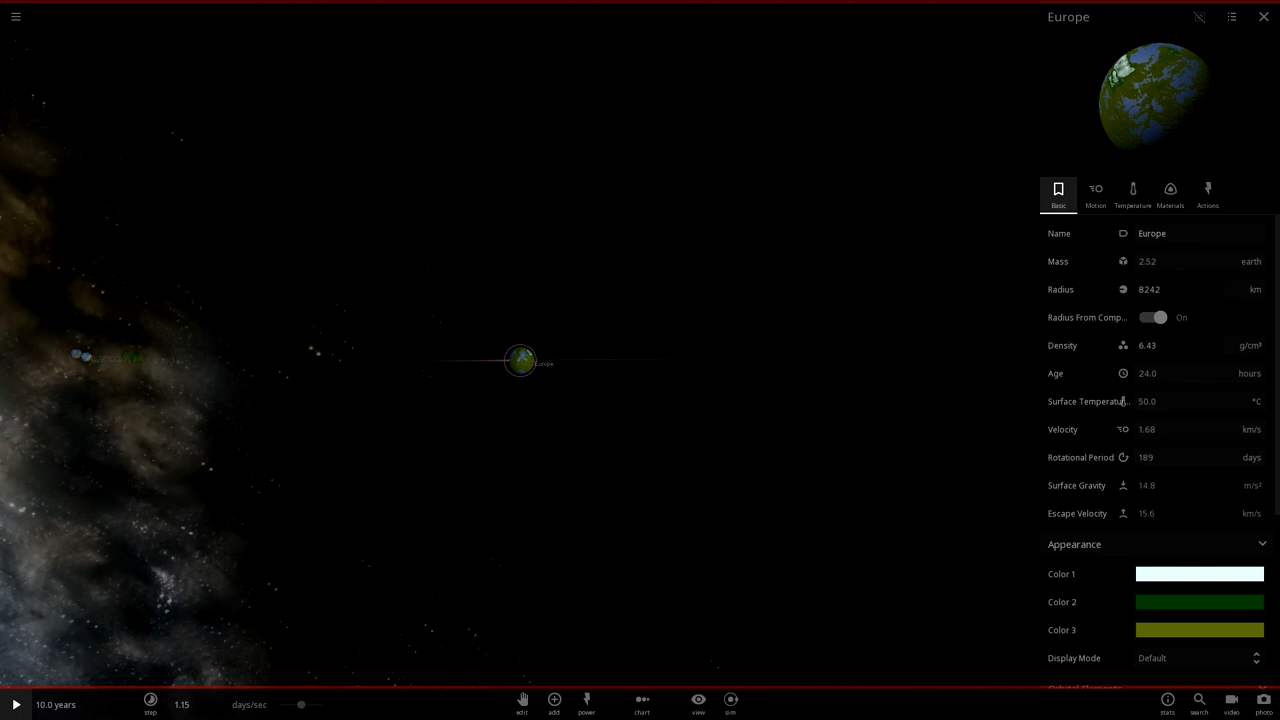 Europe
Basic
Motion
Temperature
Materials
Actions
Name Europe
Mass 2.52 earth
Radius 8242 km
Radius From Comp... On
Density 6.43 g/cm³
Age 24.0 hours
Surface Temperatur... 50.0 °C
Velocity 1.68 km/s
Rotational Period 189 days
Surface Gravity 14.8 m/s²
Escape Velocity 15.6 km/s
Appearance
Color 1
Color 2
Color 3
Display Mode Default
Orbital Elements
Europe
10.0 years
step
1.15 days/sec
edit
add
power
chart
view
sim
stats
search
video
photo